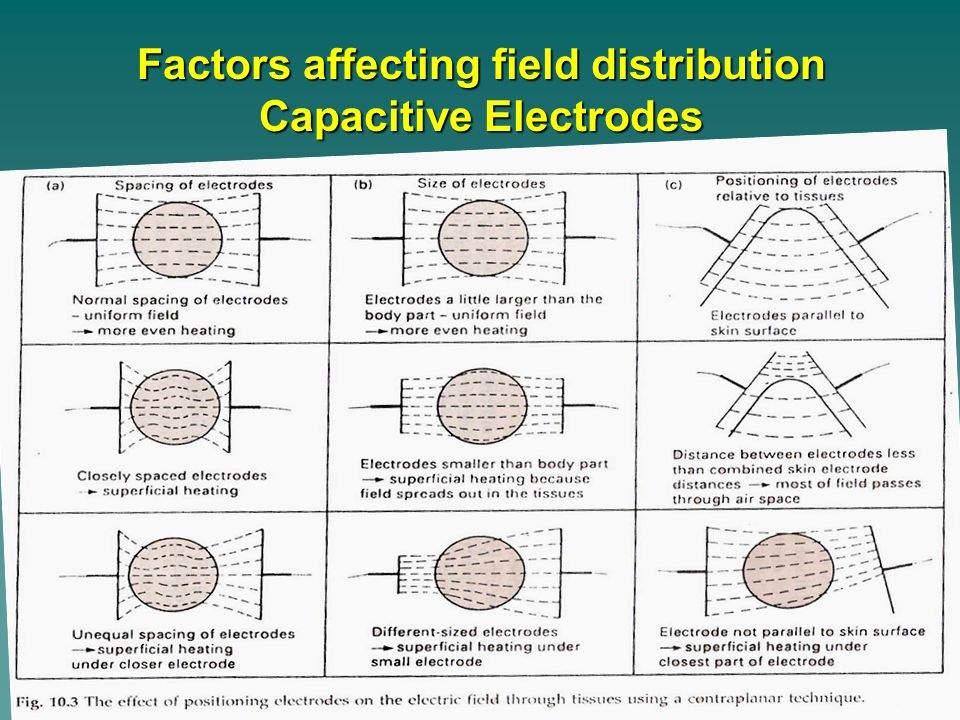 Factors affecting field distribution
Capacitive Electrodes
(a) Spacing of electrodes
Normal spacing of electrodes
– uniform field
→ more even heating
Closely spaced electrodes
→ superficial heating
Unequal spacing of electrodes
→ superficial heating
under closer electrode
(b) Size of electrodes
Electrodes a little larger than the
body part – uniform field
→ more even heating
Electrodes smaller than body part
→ superficial heating because
field spreads out in the tissues
Different-sized electrodes
→ superficial heating under
small electrode
(c) Positioning of electrodes
relative to tissues
Electrodes parallel to
skin surface
Distance between electrodes less
than combined skin electrode
distances → most of field passes
through air space
Electrode not parallel to skin surface
→ superficial heating under
closest part of electrode
Fig. 10.3 The effect of positioning electrodes on the electric field through tissues using a contraplanar technique.